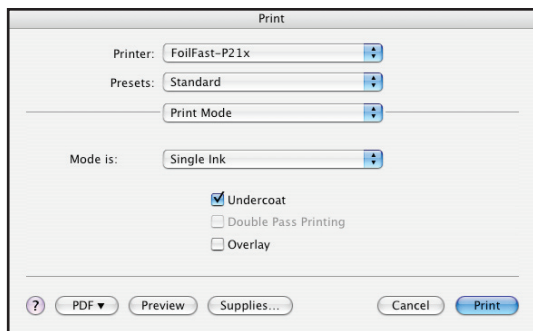 Print
Printer: FoilFast-P21x
Presets: Standard
Print Mode
Mode is: Single Ink
Undercoat
Double Pass Printing
Overlay
? PDF ▼ Preview Supplies... Cancel Print